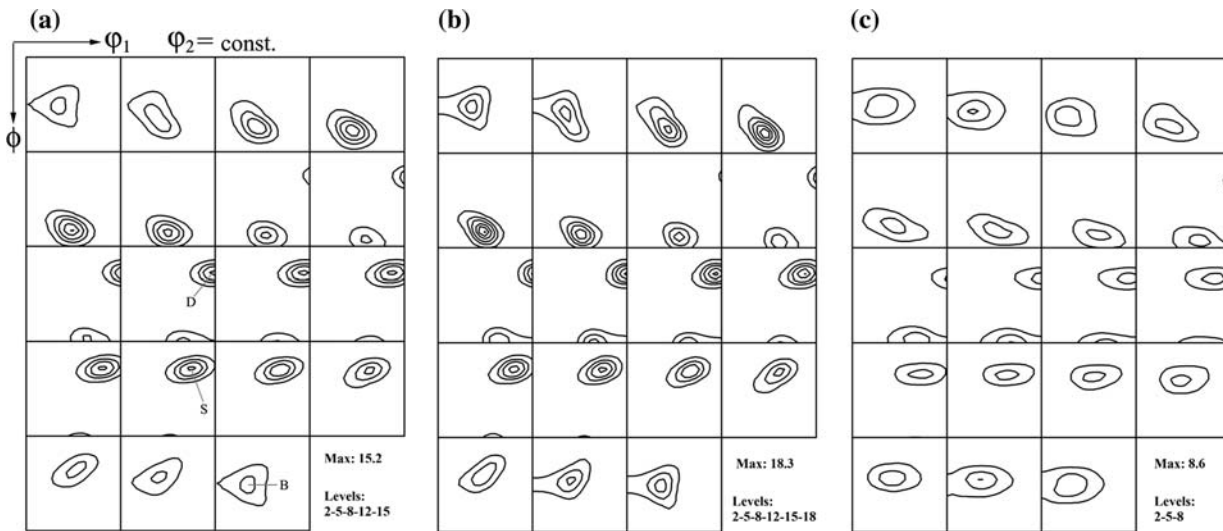 (a)
φ₁ φ₂= const.
ϕ
D
S
B
Max: 15.2
Levels:
2-5-8-12-15
(b)
Max: 18.3
Levels:
2-5-8-12-15-18
(c)
Max: 8.6
Levels:
2-5-8